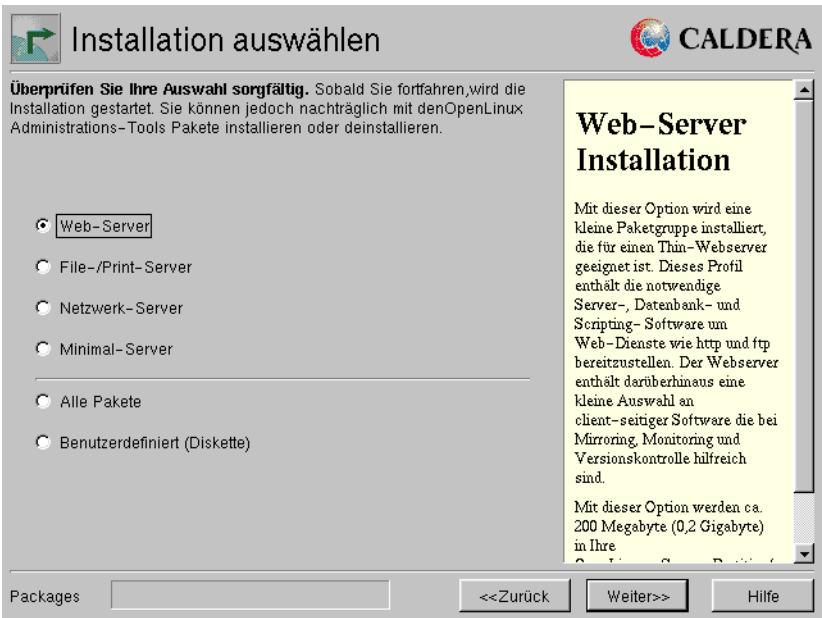 Installation auswählen
CALDERA
Überprüfen Sie Ihre Auswahl sorgfältig. Sobald Sie fortfahren,wird die
Installation gestartet. Sie können jedoch nachträglich mit denOpenLinux
Administrations-Tools Pakete installieren oder deinstallieren.
Web-Server
File-/Print-Server
Netzwerk-Server
Minimal-Server
Alle Pakete
Benutzerdefiniert (Diskette)
Web-Server
Installation
Mit dieser Option wird eine
kleine Paketgruppe installiert,
die für einen Thin-Webserver
geeignet ist. Dieses Profil
enthält die notwendige
Server-, Datenbank- und
Scripting- Software um
Web-Dienste wie http und ftp
bereitzustellen. Der Webserver
enthält darüberhinaus eine
kleine Auswahl an
client-seitiger Software die bei
Mirroring, Monitoring und
Versionskontrolle hilfreich
sind.
Mit dieser Option werden ca.
200 Megabyte (0,2 Gigabyte)
in Ihre
Packages
<<Zurück
Weiter>>
Hilfe